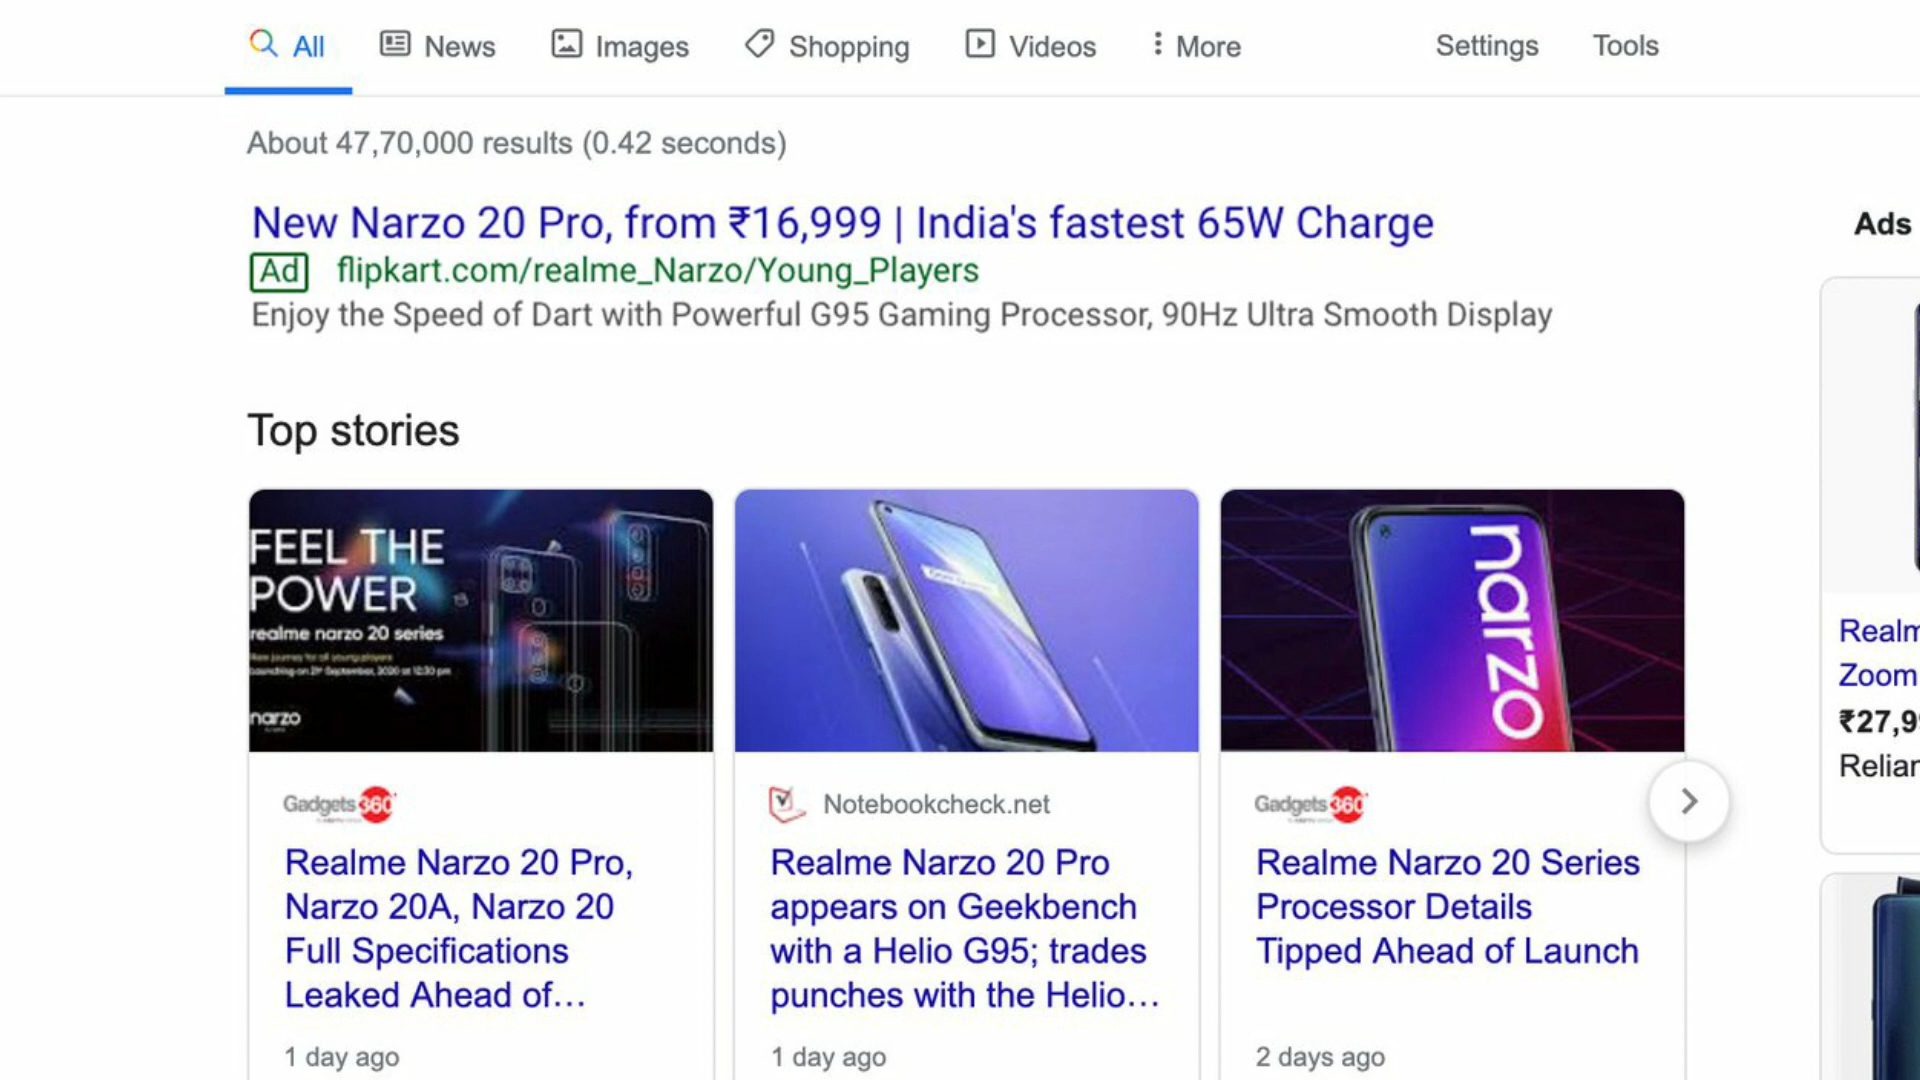 All
News
Images
Shopping
Videos
More
Settings
Tools
About 47,70,000 results (0.42 seconds)
New Narzo 20 Pro, from ₹16,999 | India's fastest 65W Charge
Ad flipkart.com/realme_Narzo/Young_Players
Enjoy the Speed of Dart with Powerful G95 Gaming Processor, 90Hz Ultra Smooth Display
Ads
Top stories
FEEL THE
POWER
realme narzo 20 series
narzo
narzo
Gadgets 360
Realme Narzo 20 Pro,
Narzo 20A, Narzo 20
Full Specifications
Leaked Ahead of...
1 day ago
Notebookcheck.net
Realme Narzo 20 Pro
appears on Geekbench
with a Helio G95; trades
punches with the Helio...
1 day ago
Gadgets 360
Realme Narzo 20 Series
Processor Details
Tipped Ahead of Launch
2 days ago
Realm
Zoom
₹27,9
Relian